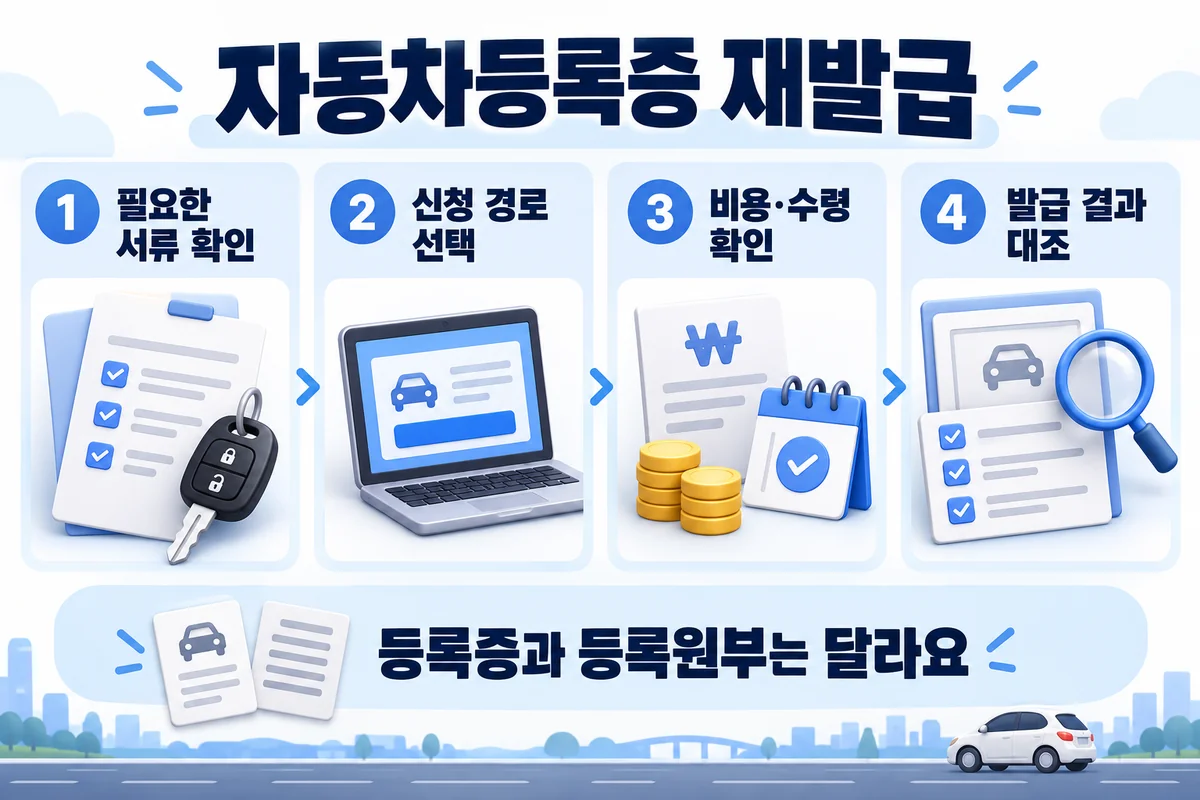 자동차등록증 재발급
1 필요한
서류 확인
2 신청 경로
선택
3 비용·수령
확인
4 발급 결과
대조
₩
등록증과 등록원부는 달라요